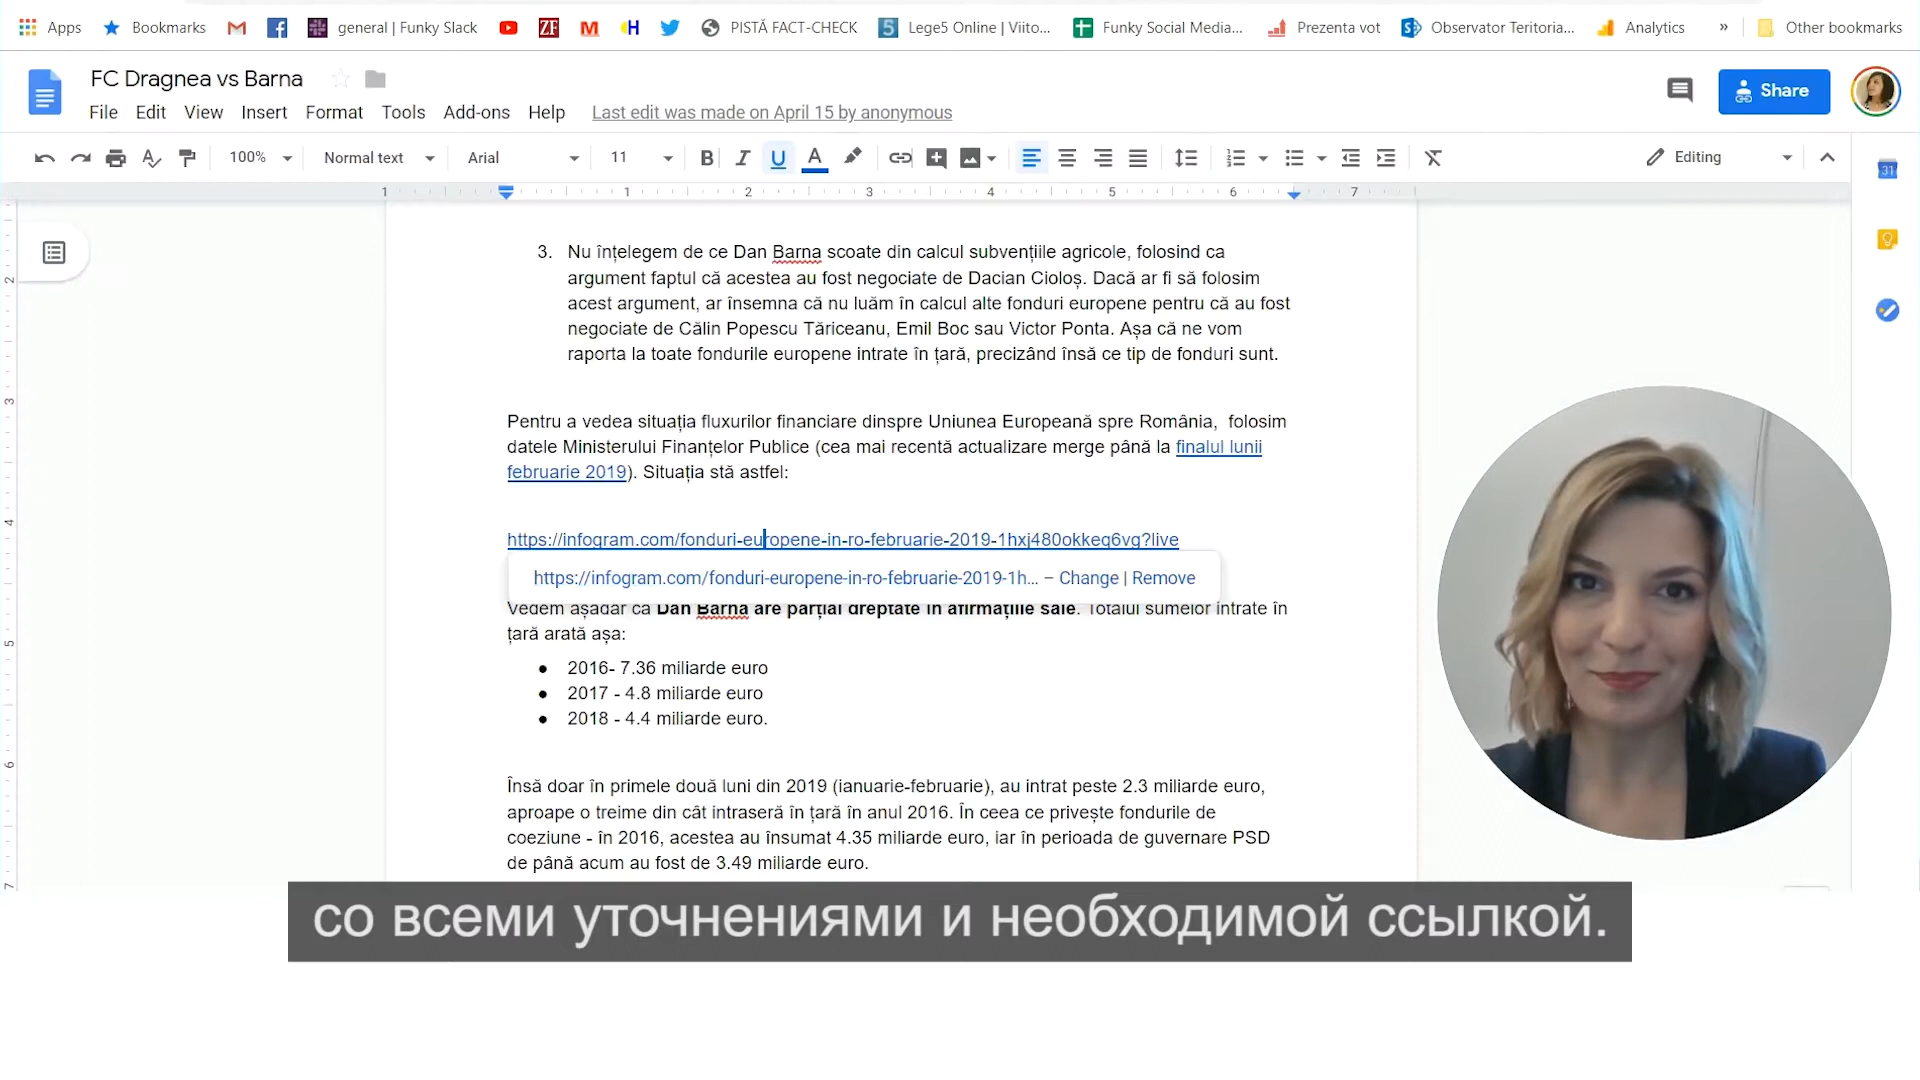 Apps Bookmarks general | Funky Slack PISTĂ FACT-CHECK Lege5 Online | Viito... Funky Social Media... Prezenta vot Observator Teritoria... Analytics » Other bookmarks
FC Dragnea vs Barna
Share
File Edit View Insert Format Tools Add-ons Help Last edit was made on April 15 by anonymous
100% Normal text Arial 11 B I U A Editing
1 1 2 3 4 5 6 7
3. Nu înțelegem de ce Dan Barna scoate din calcul subvențiile agricole, folosind ca
argument faptul că acestea au fost negociate de Dacian Cioloș. Dacă ar fi să folosim
acest argument, ar însemna că nu luăm în calcul alte fonduri europene pentru că au fost
negociate de Călin Popescu Tăriceanu, Emil Boc sau Victor Ponta. Așa că ne vom
raporta la toate fondurile europene intrate în țară, precizând însă ce tip de fonduri sunt.
Pentru a vedea situația fluxurilor financiare dinspre Uniunea Europeană spre România, folosim
datele Ministerului Finanțelor Publice (cea mai recentă actualizare merge până la finalul lunii
februarie 2019). Situația stă astfel:
https://infogram.com/fonduri-europene-in-ro-februarie-2019-1hxj480okkeq6vg?live
https://infogram.com/fonduri-europene-in-ro-februarie-2019-1h... – Change | Remove
Vedem așadar că Dan Barna are parțial dreptate în afirmațiile sale. Totalul sumelor intrate în
țară arată așa:
● 2016- 7.36 miliarde euro
● 2017 - 4.8 miliarde euro
● 2018 - 4.4 miliarde euro.
Însă doar în primele două luni din 2019 (ianuarie-februarie), au intrat peste 2.3 miliarde euro,
aproape o treime din cât intraseră în țară în anul 2016. În ceea ce privește fondurile de
coeziune - în 2016, acestea au însumat 4.35 miliarde euro, iar în perioada de guvernare PSD
de până acum au fost de 3.49 miliarde euro.
со всеми уточнениями и необходимой ссылкой.